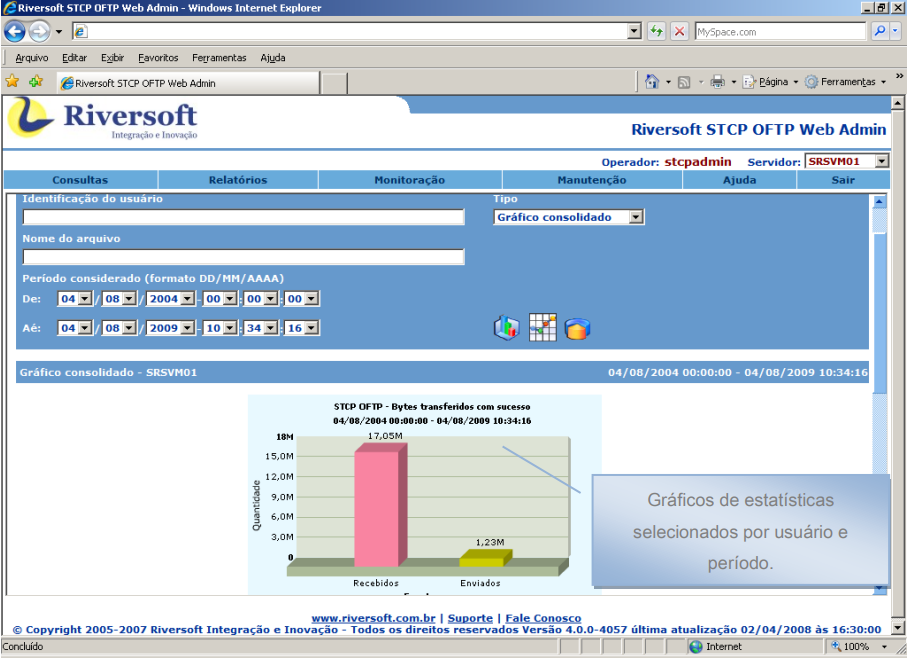 Riversoft STCP OFTP Web Admin - Windows Internet Explorer
MySpace.com
Arquivo Editar Exibir Favoritos Ferramentas Ajuda
Riversoft STCP OFTP Web Admin
Página Ferramentas
Riversoft
Integração e Inovação
Riversoft STCP OFTP Web Admin
Operador: stcpadmin Servidor: SRSVM01
Consultas Relatórios Monitoração Manutenção Ajuda Sair
Identificação do usuário Tipo
Gráfico consolidado
Nome do arquivo
Período considerado (formato DD/MM/AAAA)
De: 04 / 08 / 2004 - 00 : 00 : 00
Aé: 04 / 08 / 2009 - 10 : 34 : 16
Gráfico consolidado - SRSVM01 04/08/2004 00:00:00 - 04/08/2009 10:34:16
STCP OFTP - Bytes transferidos com sucesso
04/08/2004 00:00:00 - 04/08/2009 10:34:16
18M
17,05M
15,0M
12,0M
9,0M
6,0M
3,0M
0
Quantidade
1,23M
Recebidos Enviados
Gráficos de estatísticas
selecionados por usuário e
período.
www.riversoft.com.br | Suporte | Fale Conosco
© Copyright 2005-2007 Riversoft Integração e Inovação - Todos os direitos reservados Versão 4.0.0-4057 última atualização 02/04/2008 às 16:30:00
Concluído Internet 100%